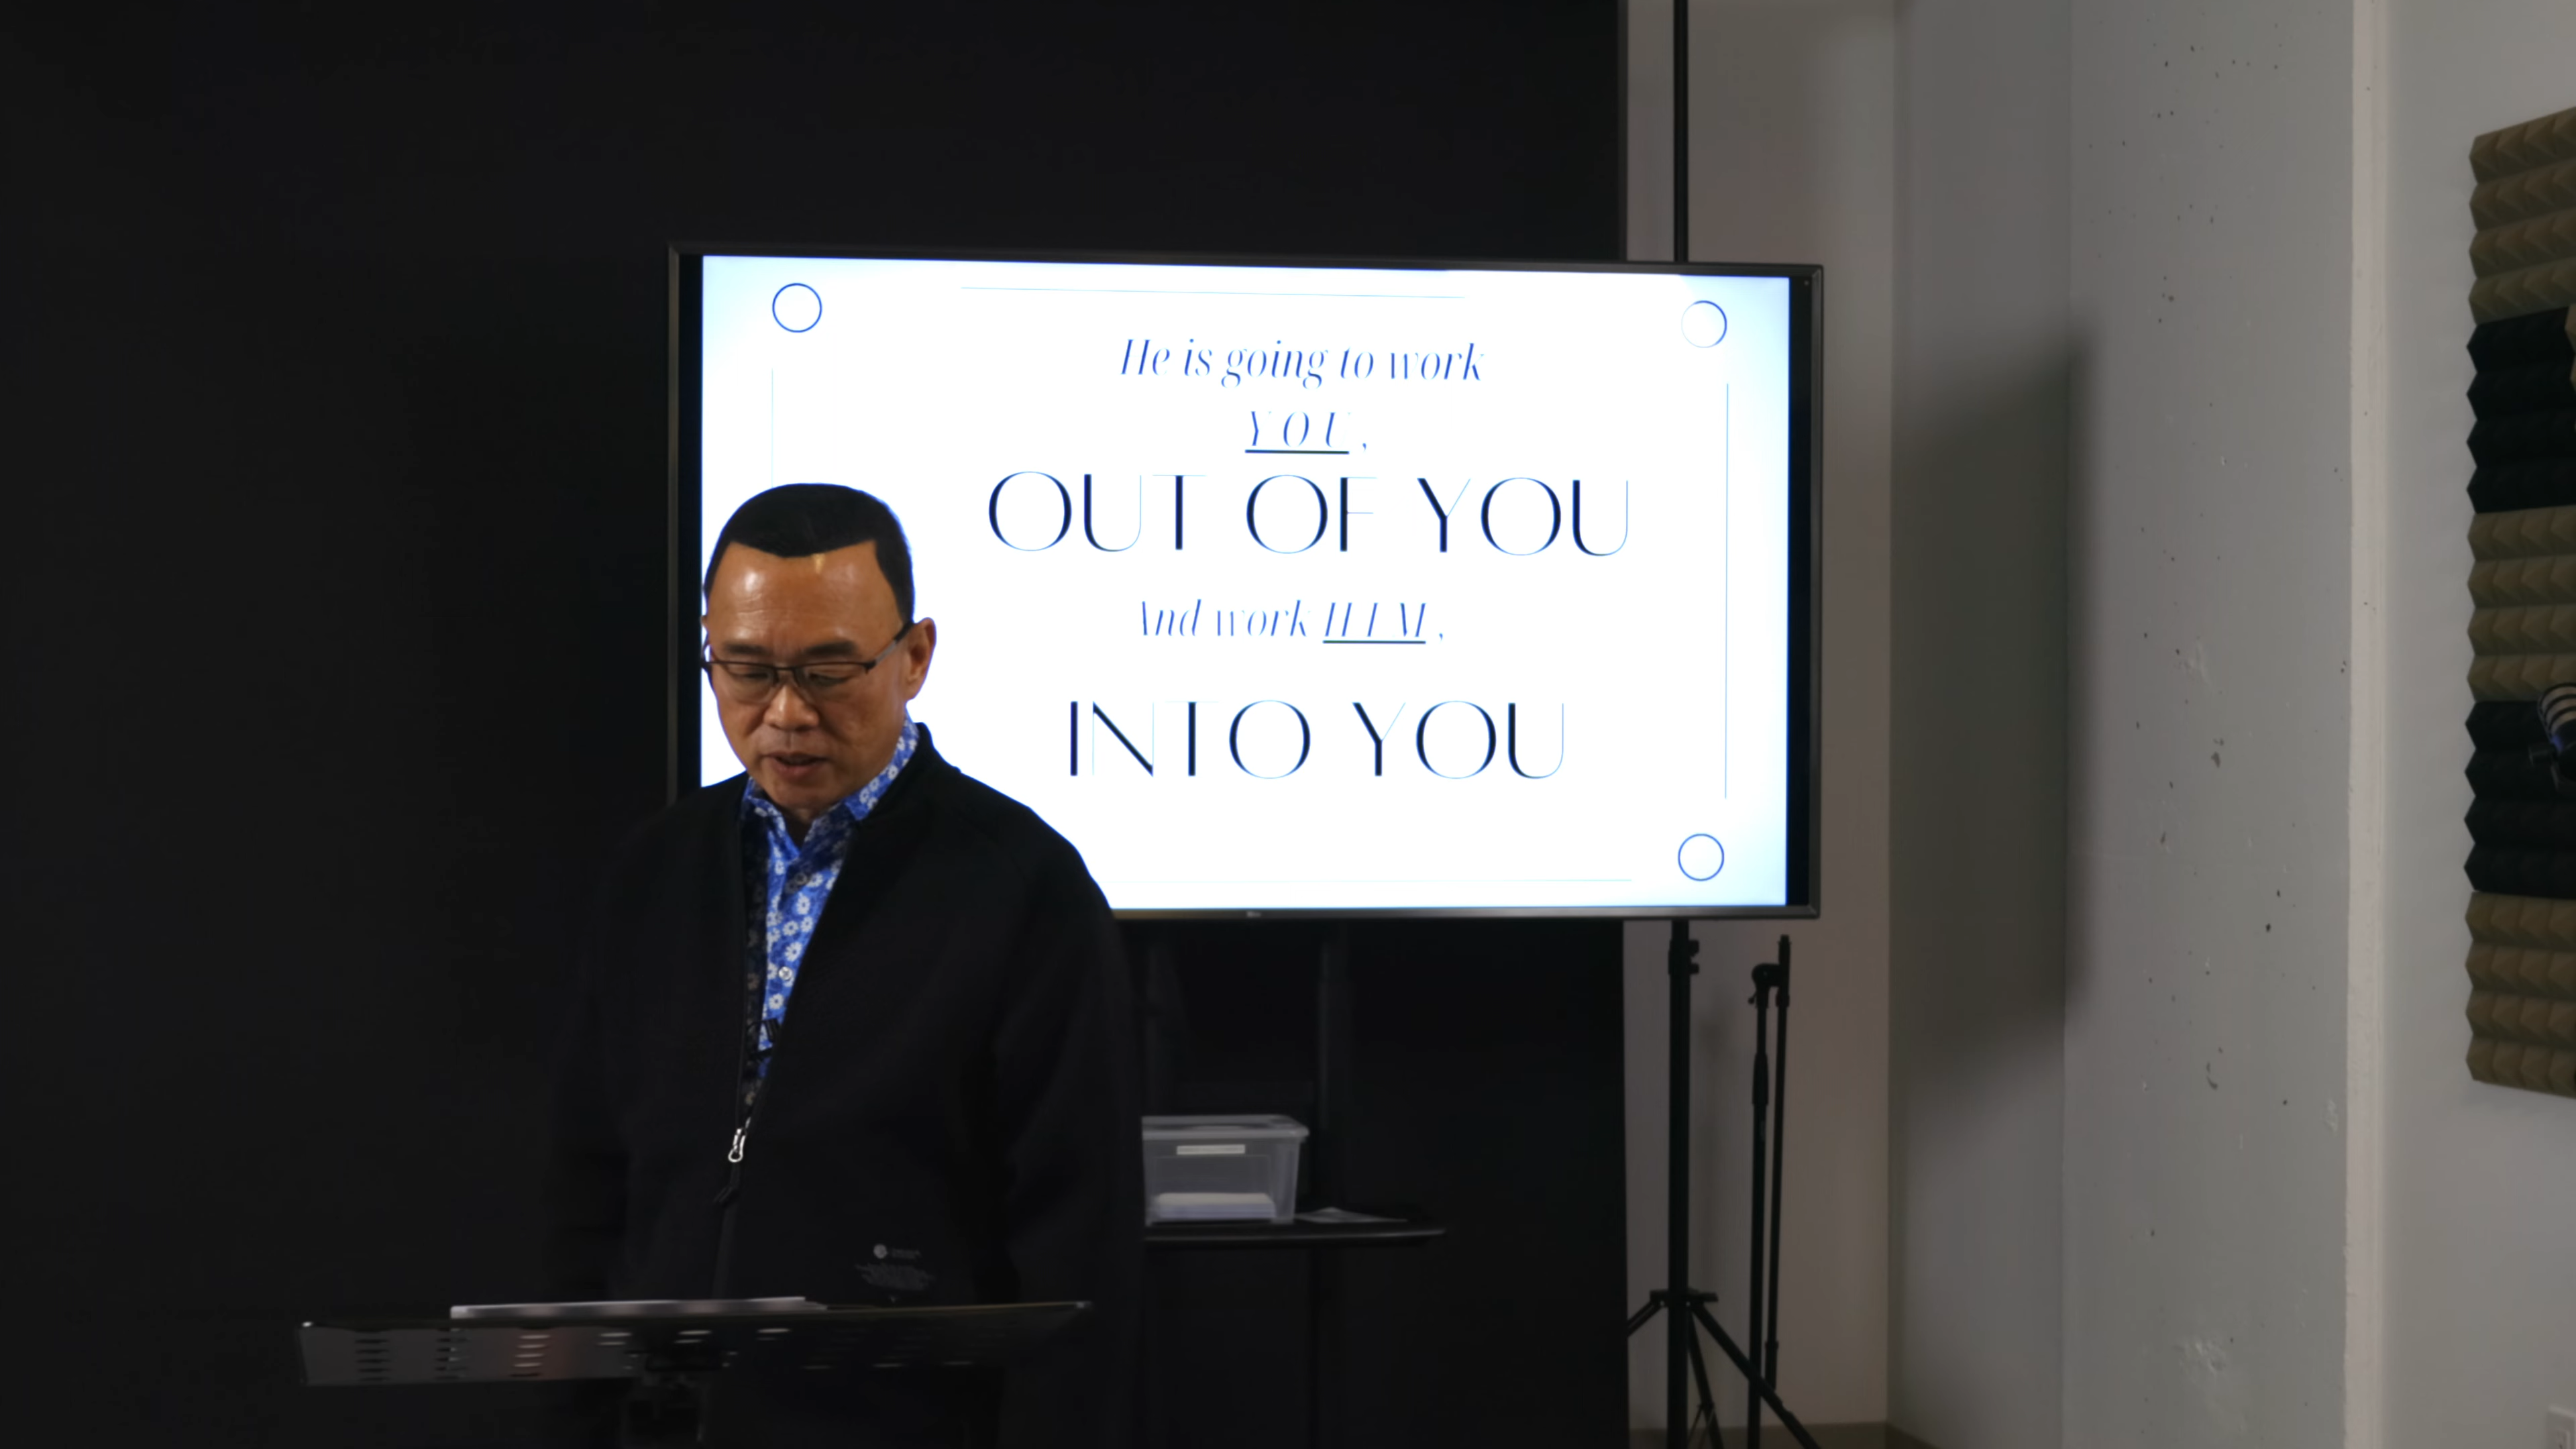 He is going to work
YOU,
OUT OF YOU
And work HIM,
INTO YOU